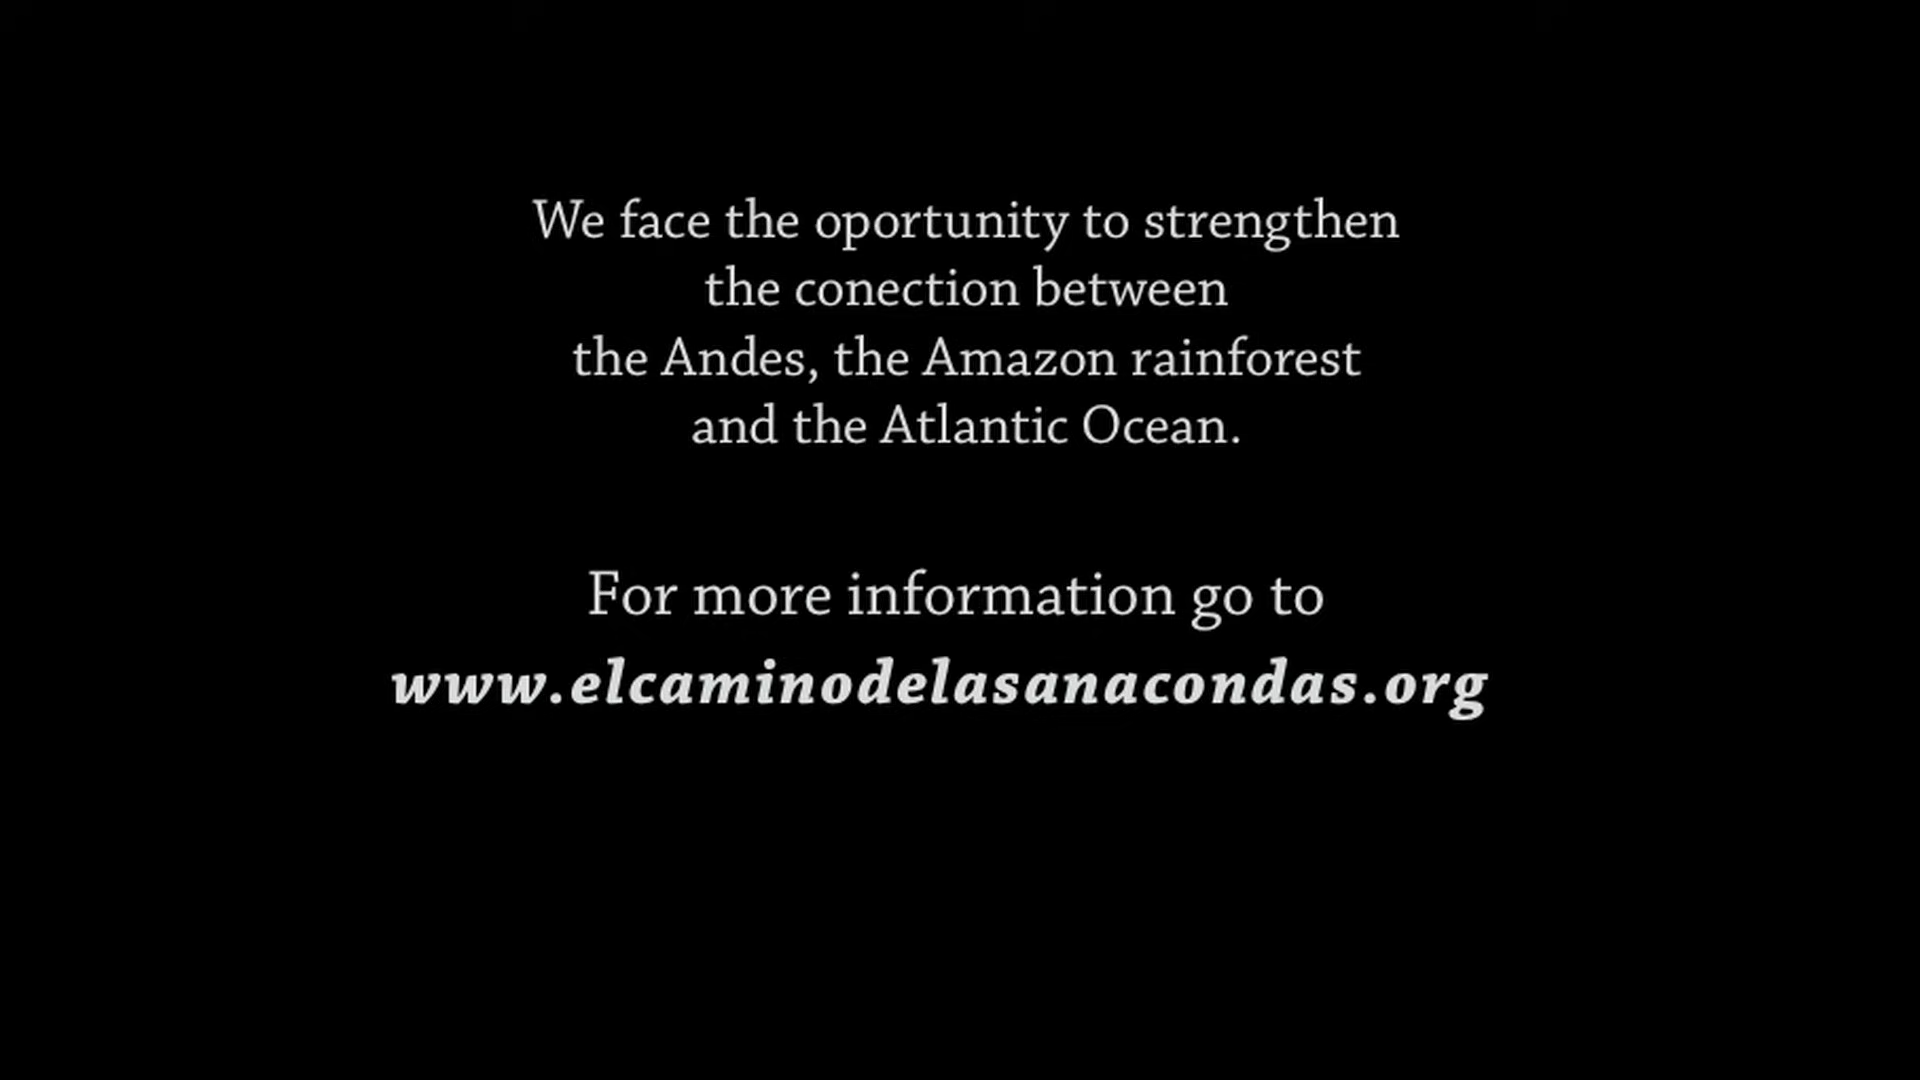 We face the oportunity to strengthen
the conection between
the Andes, the Amazon rainforest
and the Atlantic Ocean.
For more information go to
www.elcaminodelasanacondas.org